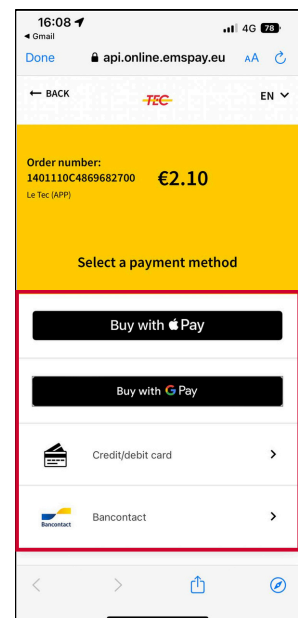 16:08 4G 78
◄ Gmail
Done api.online.emspay.eu AA
← BACK TEC EN
Order number:
1401110C4869682700 €2.10
Le Tec (APP)
Select a payment method
Buy with Pay
Buy with G Pay
Credit/debit card
Bancontact Bancontact